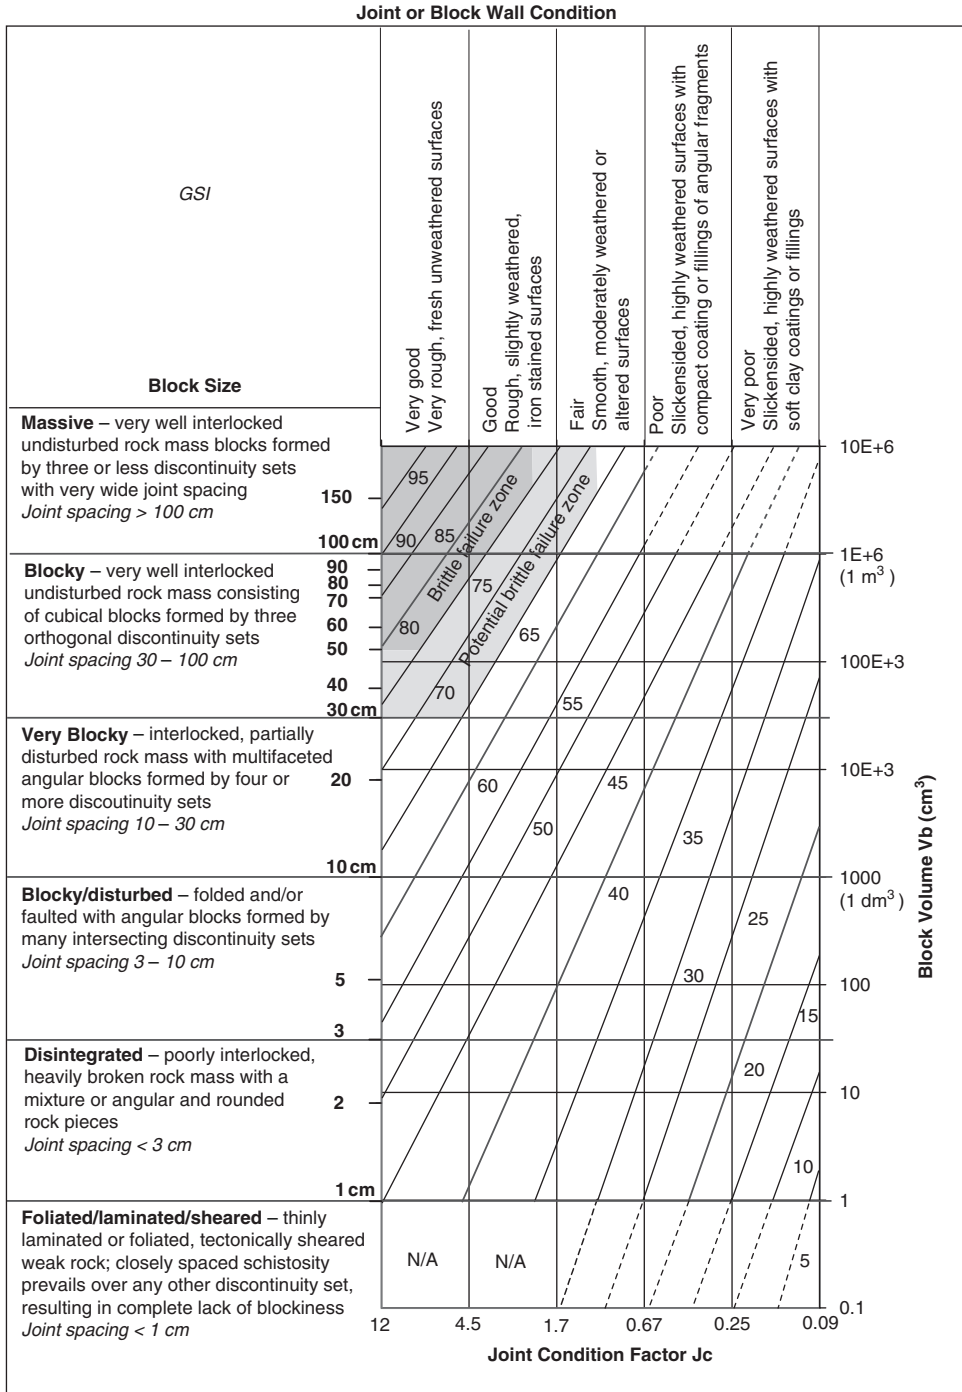 Joint or Block Wall Condition
GSI
Block Size
Very good
Very rough, fresh unweathered surfaces
Good
Rough, slightly weathered,
iron stained surfaces
Fair
Smooth, moderately weathered or
altered surfaces
Poor
Slickensided, highly weathered surfaces with
compact coating or fillings of angular fragments
Very poor
Slickensided, highly weathered surfaces with
soft clay coatings or fillings
Massive – very well interlocked
undisturbed rock mass blocks formed
by three or less discontinuity sets
with very wide joint spacing
Joint spacing > 100 cm
Blocky – very well interlocked
undisturbed rock mass consisting
of cubical blocks formed by three
orthogonal discontinuity sets
Joint spacing 30 – 100 cm
Very Blocky – interlocked, partially
disturbed rock mass with multifaceted
angular blocks formed by four or
more discoutinuity sets
Joint spacing 10 – 30 cm
Blocky/disturbed – folded and/or
faulted with angular blocks formed by
many intersecting discontinuity sets
Joint spacing 3 – 10 cm
Disintegrated – poorly interlocked,
heavily broken rock mass with a
mixture or angular and rounded
rock pieces
Joint spacing < 3 cm
Foliated/laminated/sheared – thinly
laminated or foliated, tectonically sheared
weak rock; closely spaced schistosity
prevails over any other discontinuity set,
resulting in complete lack of blockiness
Joint spacing < 1 cm
150
100 cm
90
80
70
60
50
40
30 cm
20
10 cm
5
3
2
1 cm
95
90
85
80
75
70
65
60
55
50
45
40
35
30
25
20
15
10
5
Brittle failure zone
Potential brittle failure zone
N/A
N/A
10E+6
1E+6
(1 m³ )
100E+3
10E+3
1000
(1 dm³ )
100
10
1
0.1
Block Volume Vb (cm³)
12
4.5
1.7
0.67
0.25
0.09
Joint Condition Factor Jc